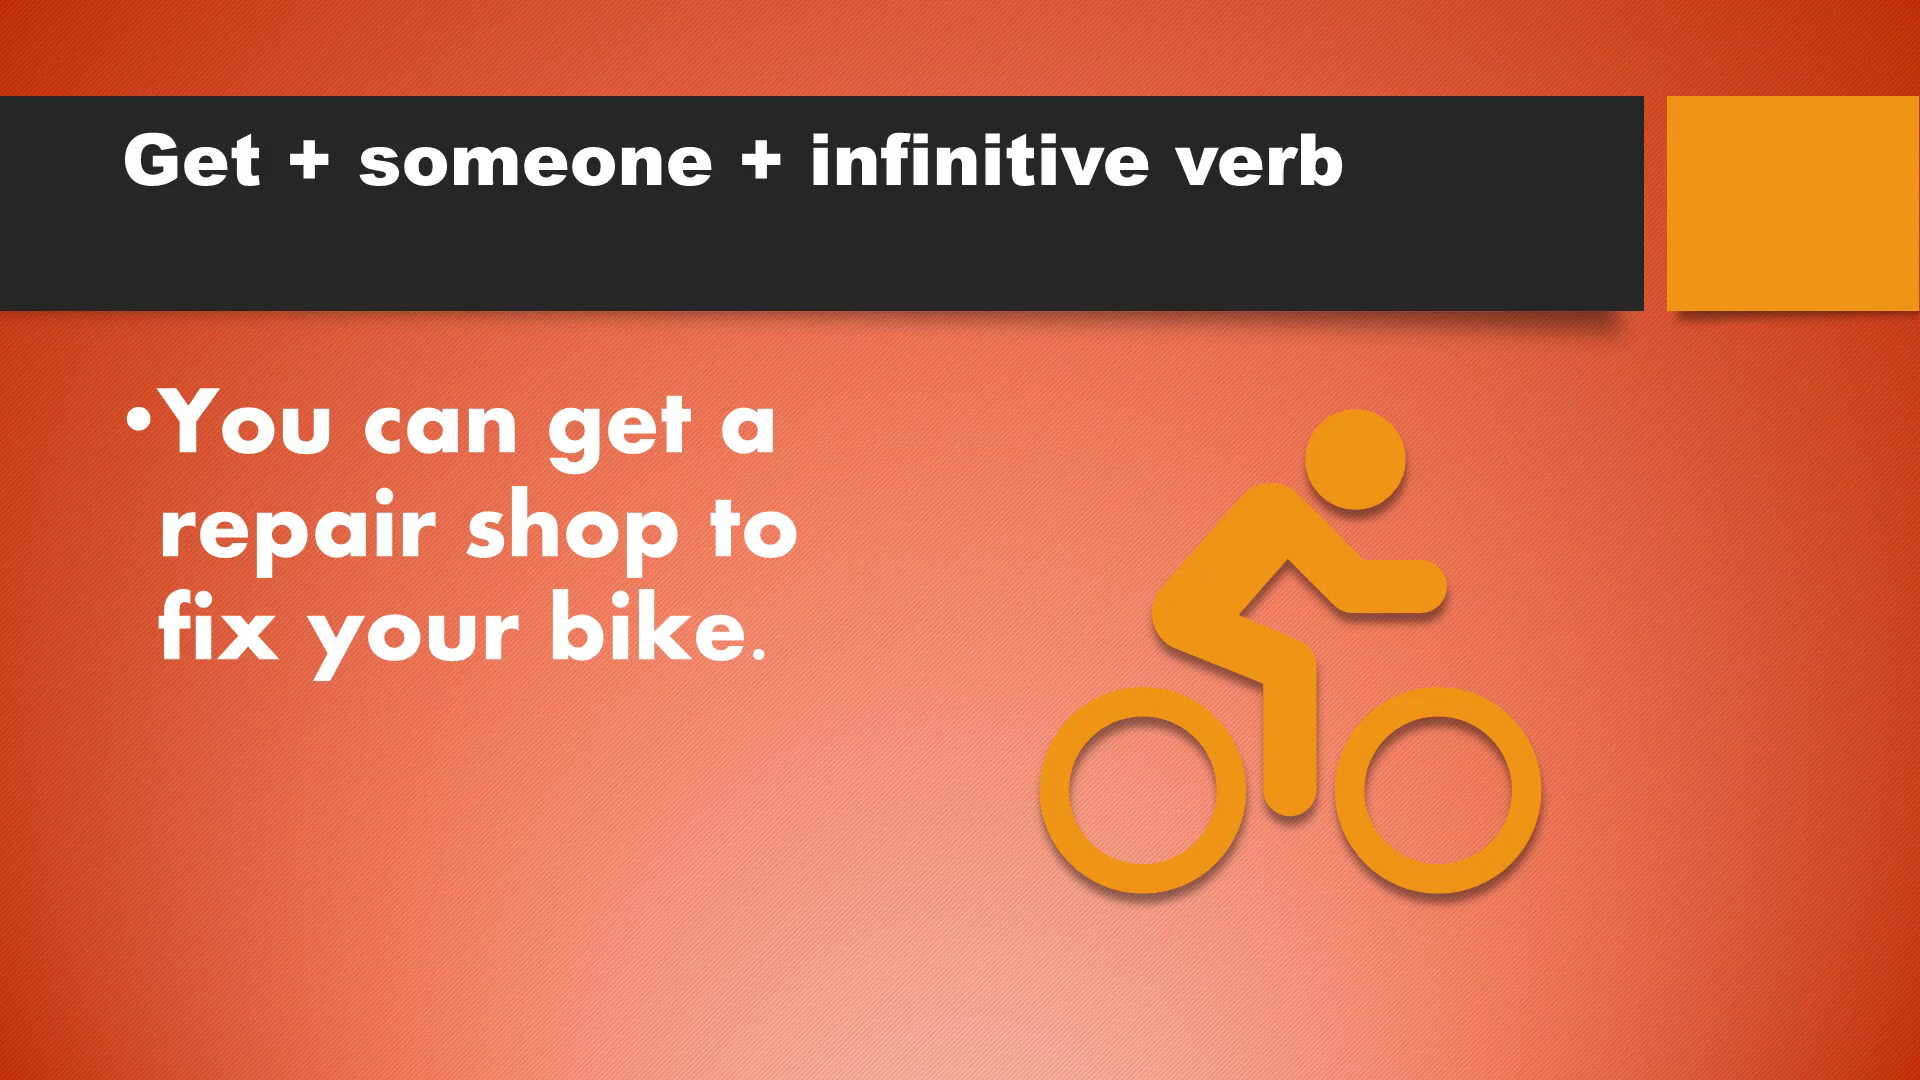 Get + someone + infinitive verb
•You can get a
repair shop to
fix your bike.